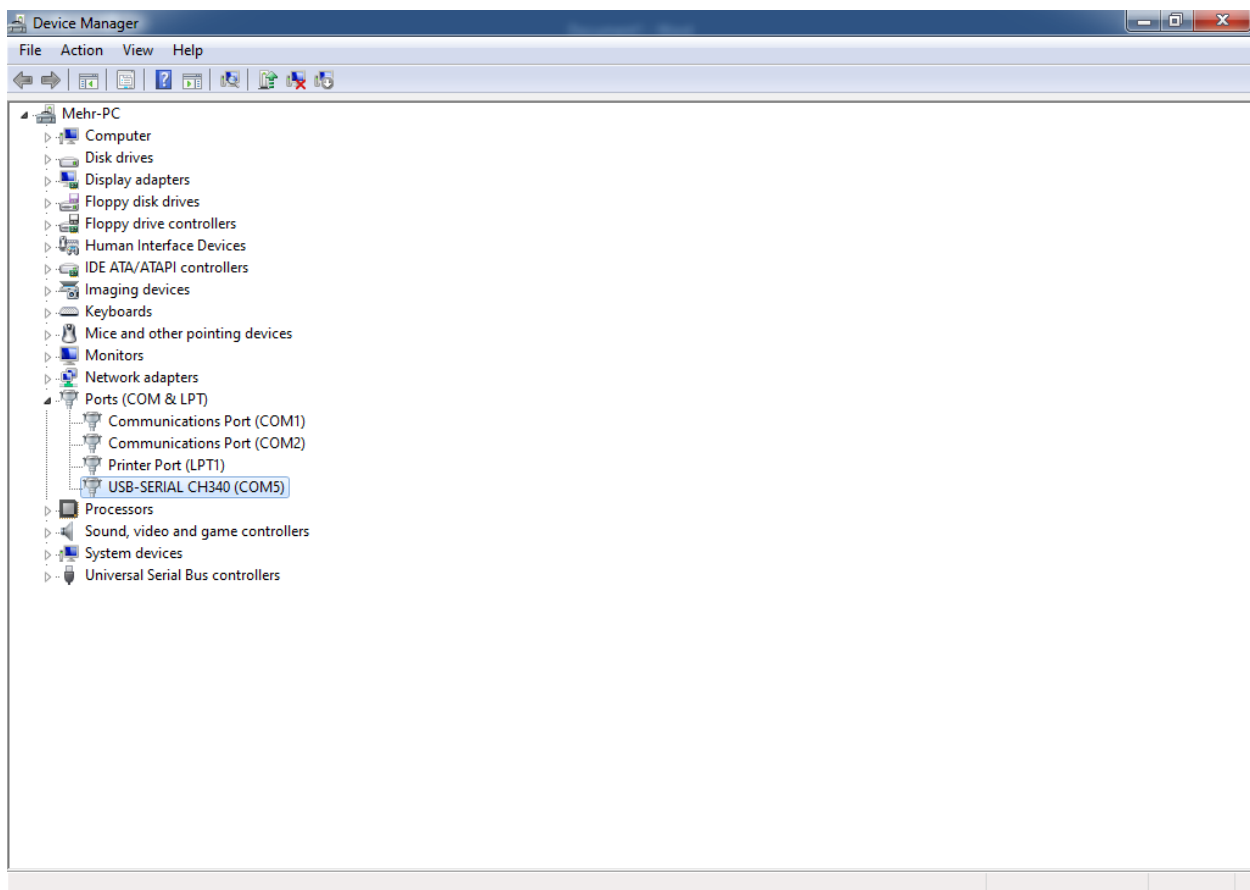 Device Manager
File Action View Help
Mehr-PC
Computer
Disk drives
Display adapters
Floppy disk drives
Floppy drive controllers
Human Interface Devices
IDE ATA/ATAPI controllers
Imaging devices
Keyboards
Mice and other pointing devices
Monitors
Network adapters
Ports (COM & LPT)
Communications Port (COM1)
Communications Port (COM2)
Printer Port (LPT1)
USB-SERIAL CH340 (COM5)
Processors
Sound, video and game controllers
System devices
Universal Serial Bus controllers